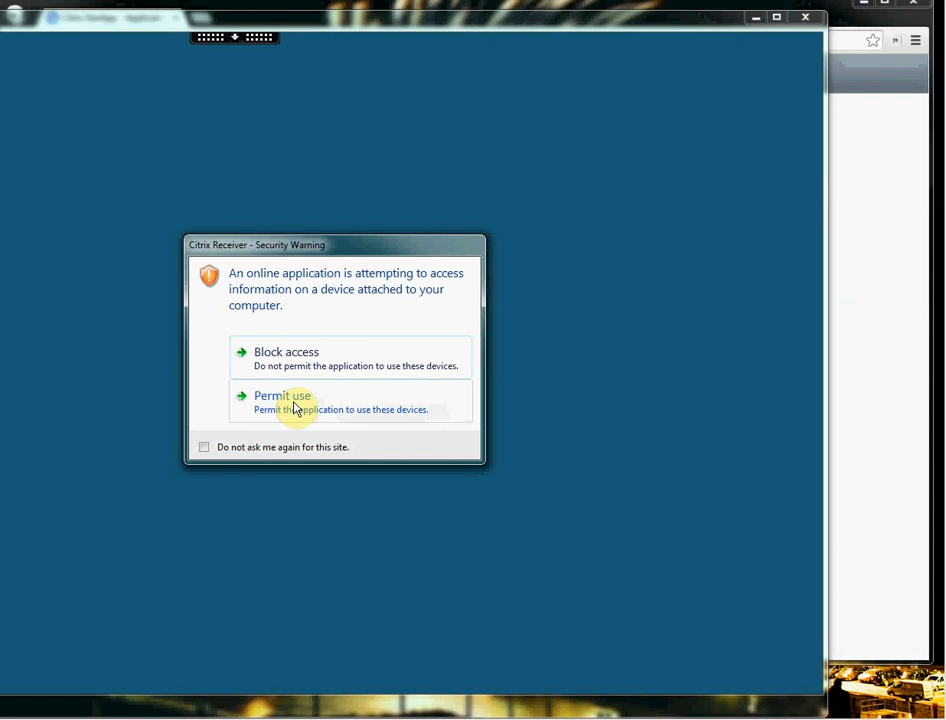 Citrix Receiver - Security Warning
An online application is attempting to access
information on a device attached to your
computer.
Block access
Do not permit the application to use these devices.
Permit use
Permit the application to use these devices.
Do not ask me again for this site.